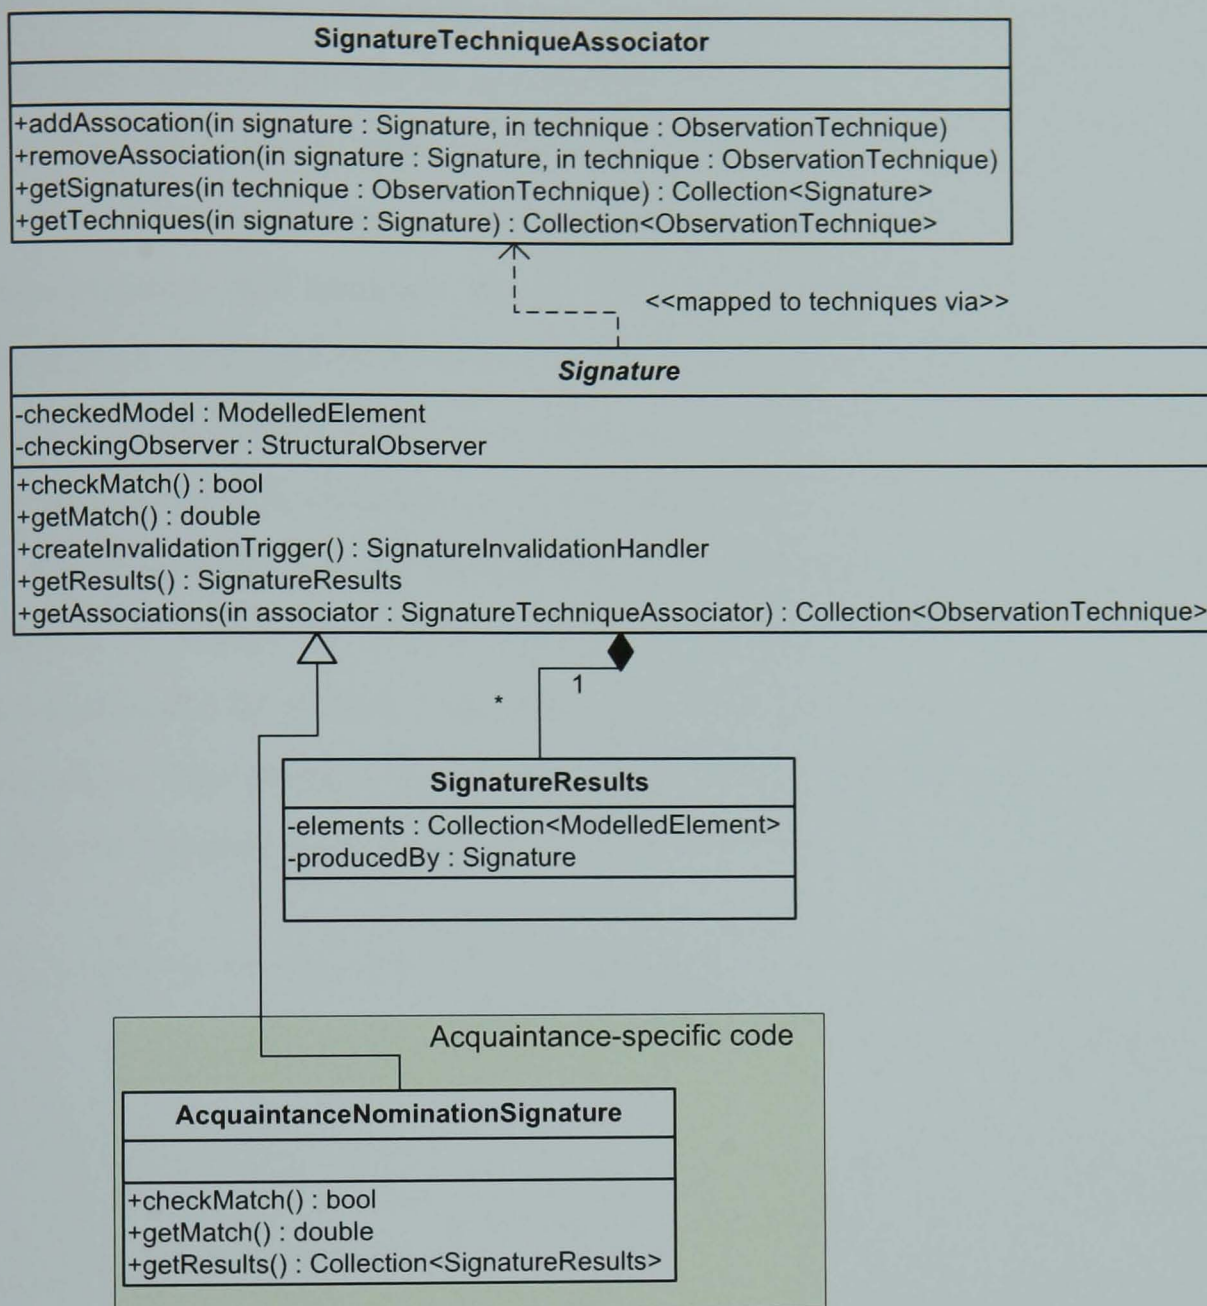 SignatureTechniqueAssociator
+addAssocation(in signature : Signature, in technique : ObservationTechnique)
+removeAssociation(in signature : Signature, in technique : ObservationTechnique)
+getSignatures(in technique : ObservationTechnique) : Collection<Signature>
+getTechniques(in signature : Signature) : Collection<ObservationTechnique>
<<mapped to techniques via>>
Signature
-checkedModel : ModelledElement
-checkingObserver : StructuralObserver
+checkMatch() : bool
+getMatch() : double
+createInvalidationTrigger() : SignatureInvalidationHandler
+getResults() : SignatureResults
+getAssociations(in associator : SignatureTechniqueAssociator) : Collection<ObservationTechnique>
* 1
SignatureResults
-elements : Collection<ModelledElement>
-producedBy : Signature
Acquaintance-specific code
AcquaintanceNominationSignature
+checkMatch() : bool
+getMatch() : double
+getResults() : Collection<SignatureResults>